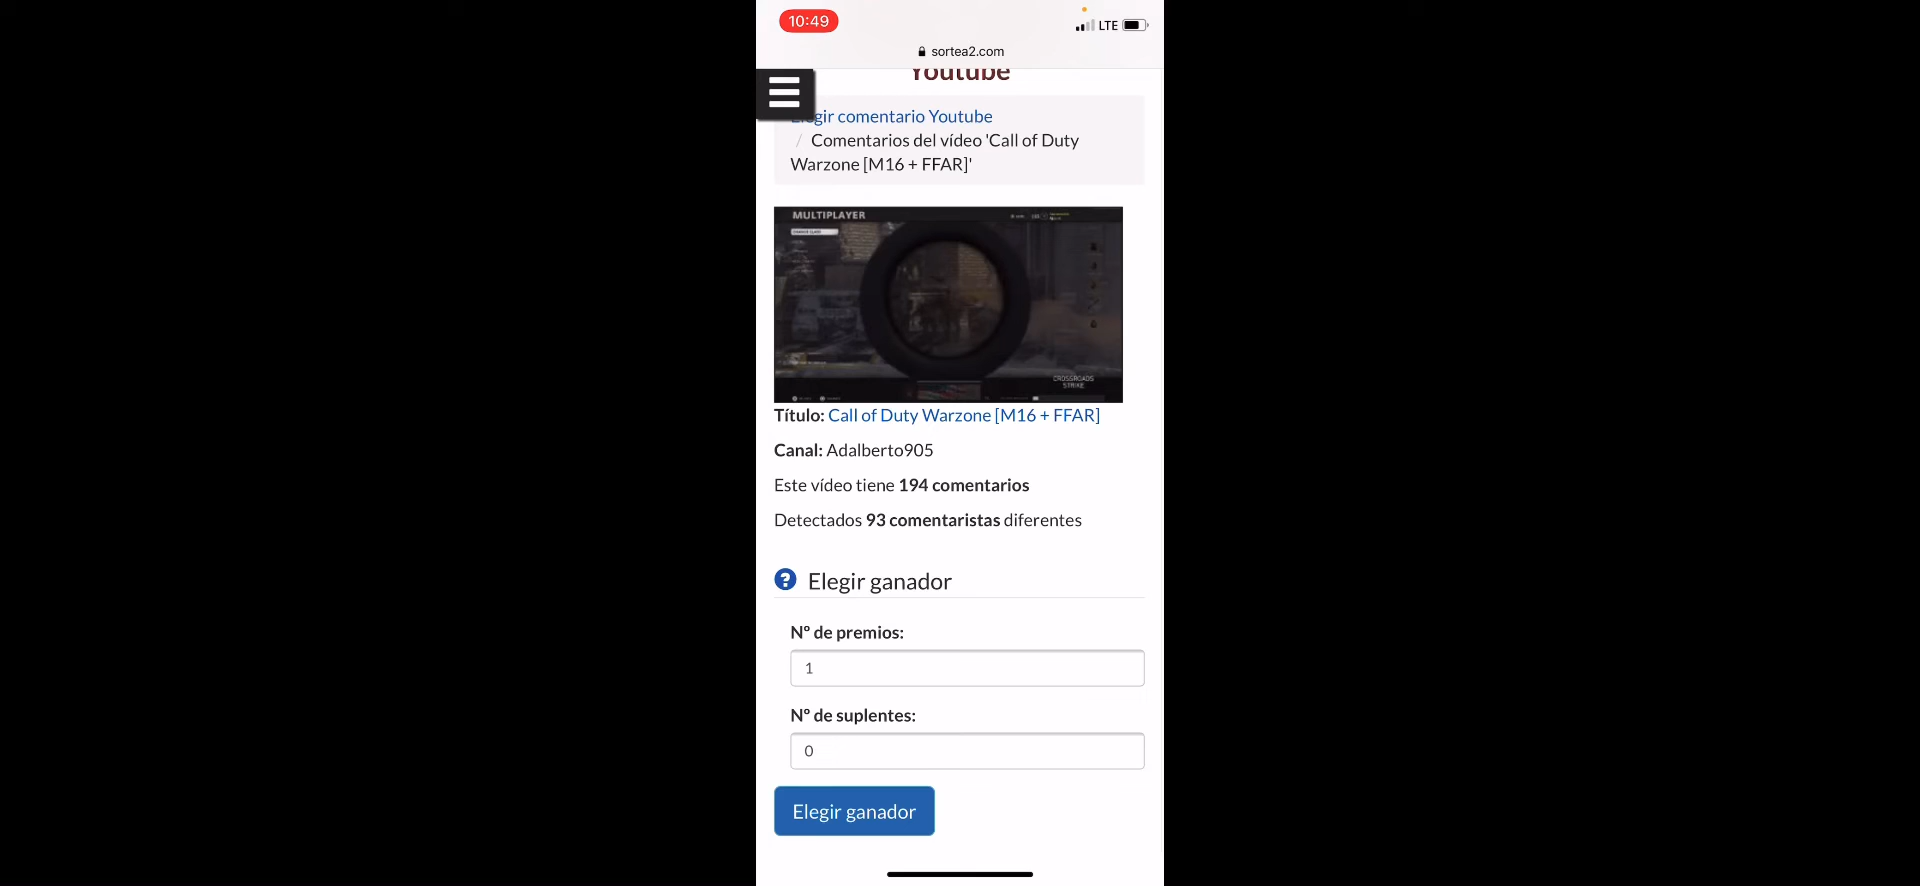 10:49
LTE
sortea2.com
Youtube
Elegir comentario Youtube
/ Comentarios del vídeo 'Call of Duty
Warzone [M16 + FFAR]'
MULTIPLAYER
CROSSROADS
STRIKE
Título: Call of Duty Warzone [M16 + FFAR]
Canal: Adalberto905
Este vídeo tiene 194 comentarios
Detectados 93 comentaristas diferentes
? Elegir ganador
Nº de premios:
1
Nº de suplentes:
0
Elegir ganador